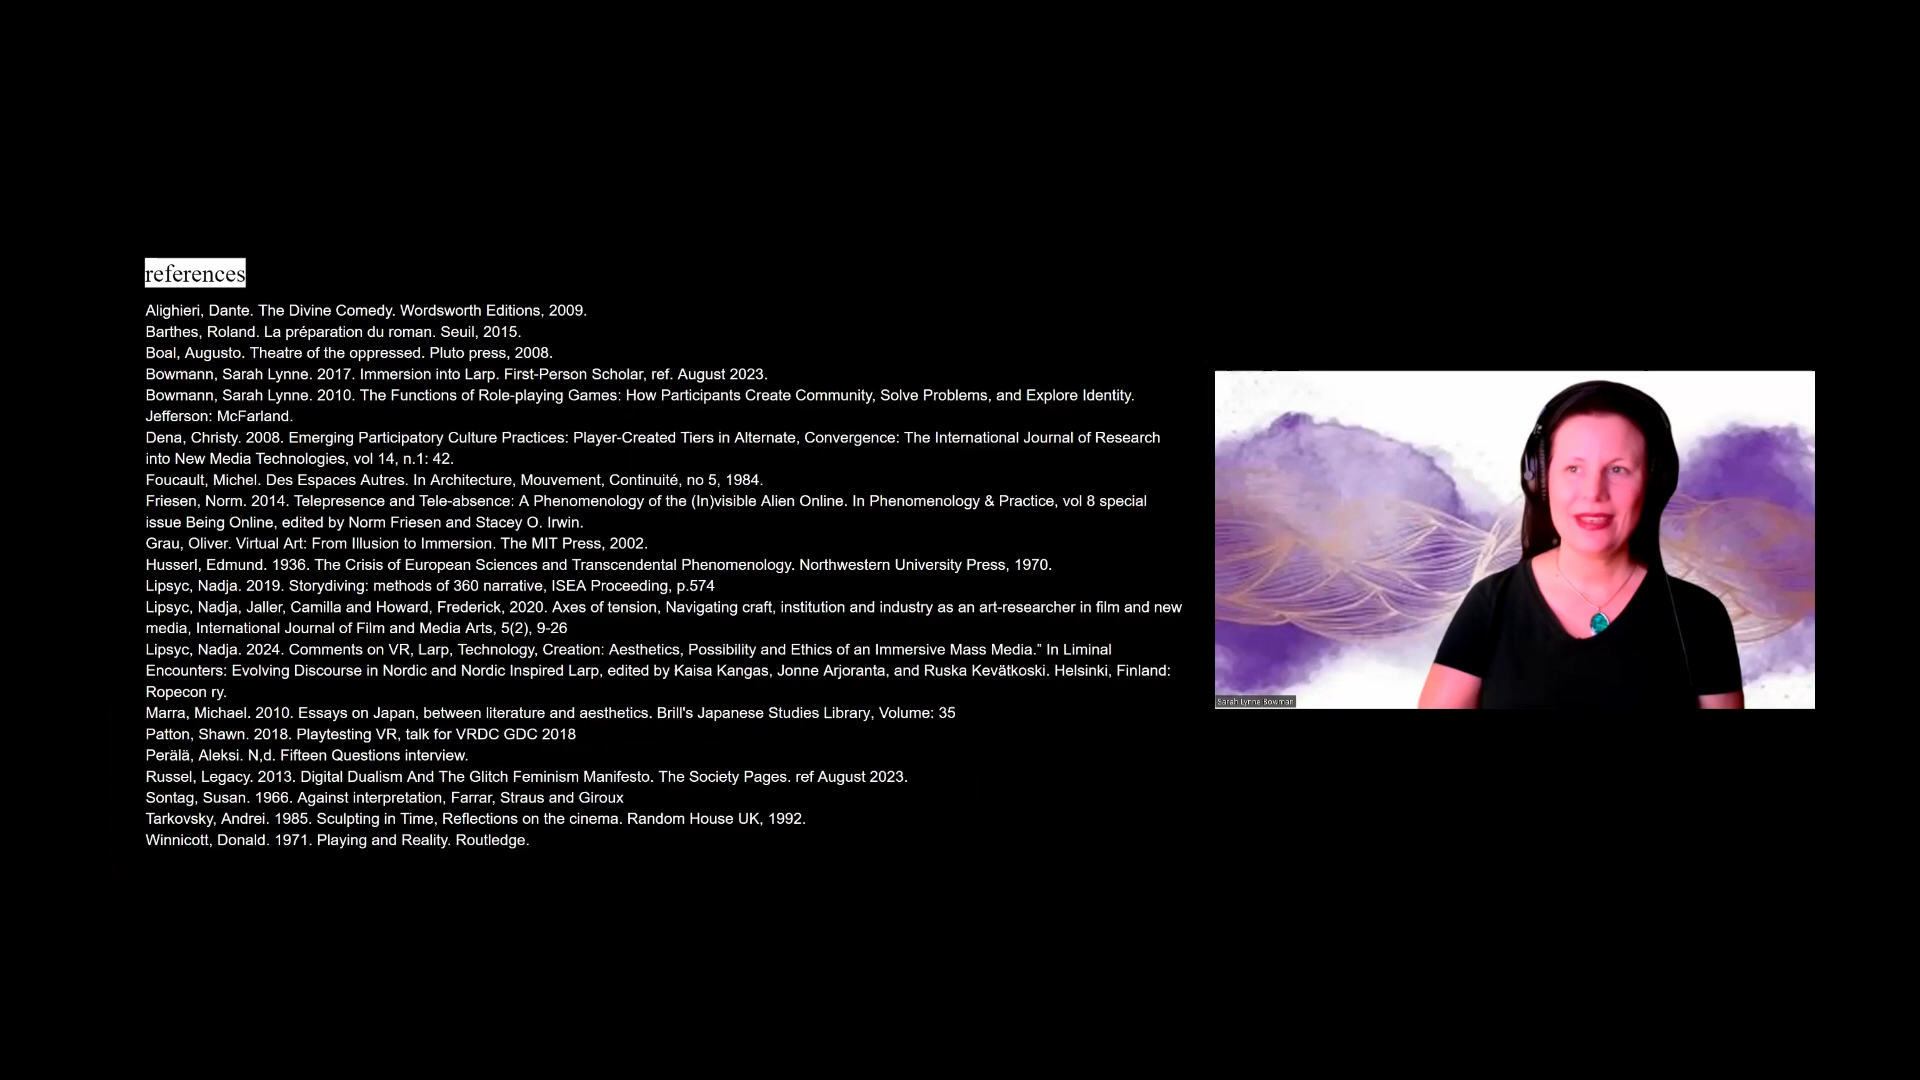 references
Alighieri, Dante. The Divine Comedy. Wordsworth Editions, 2009.
Barthes, Roland. La préparation du roman. Seuil, 2015.
Boal, Augusto. Theatre of the oppressed. Pluto press, 2008.
Bowmann, Sarah Lynne. 2017. Immersion into Larp. First-Person Scholar, ref. August 2023.
Bowmann, Sarah Lynne. 2010. The Functions of Role-playing Games: How Participants Create Community, Solve Problems, and Explore Identity.
Jefferson: McFarland.
Dena, Christy. 2008. Emerging Participatory Culture Practices: Player-Created Tiers in Alternate, Convergence: The International Journal of Research
into New Media Technologies, vol 14, n.1: 42.
Foucault, Michel. Des Espaces Autres. In Architecture, Mouvement, Continuité, no 5, 1984.
Friesen, Norm. 2014. Telepresence and Tele-absence: A Phenomenology of the (In)visible Alien Online. In Phenomenology & Practice, vol 8 special
issue Being Online, edited by Norm Friesen and Stacey O. Irwin.
Grau, Oliver. Virtual Art: From Illusion to Immersion. The MIT Press, 2002.
Husserl, Edmund. 1936. The Crisis of European Sciences and Transcendental Phenomenology. Northwestern University Press, 1970.
Lipsyc, Nadja. 2019. Storydiving: methods of 360 narrative, ISEA Proceeding, p.574
Lipsyc, Nadja, Jaller, Camilla and Howard, Frederick, 2020. Axes of tension, Navigating craft, institution and industry as an art-researcher in film and new
media, International Journal of Film and Media Arts, 5(2), 9-26
Lipsyc, Nadja. 2024. Comments on VR, Larp, Technology, Creation: Aesthetics, Possibility and Ethics of an Immersive Mass Media.” In Liminal
Encounters: Evolving Discourse in Nordic and Nordic Inspired Larp, edited by Kaisa Kangas, Jonne Arjoranta, and Ruska Kevätkoski. Helsinki, Finland:
Ropecon ry.
Marra, Michael. 2010. Essays on Japan, between literature and aesthetics. Brill's Japanese Studies Library, Volume: 35
Patton, Shawn. 2018. Playtesting VR, talk for VRDC GDC 2018
Perälä, Aleksi. N,d. Fifteen Questions interview.
Russel, Legacy. 2013. Digital Dualism And The Glitch Feminism Manifesto. The Society Pages. ref August 2023.
Sontag, Susan. 1966. Against interpretation, Farrar, Straus and Giroux
Tarkovsky, Andrei. 1985. Sculpting in Time, Reflections on the cinema. Random House UK, 1992.
Winnicott, Donald. 1971. Playing and Reality. Routledge.
Sarah Lynne Bowman